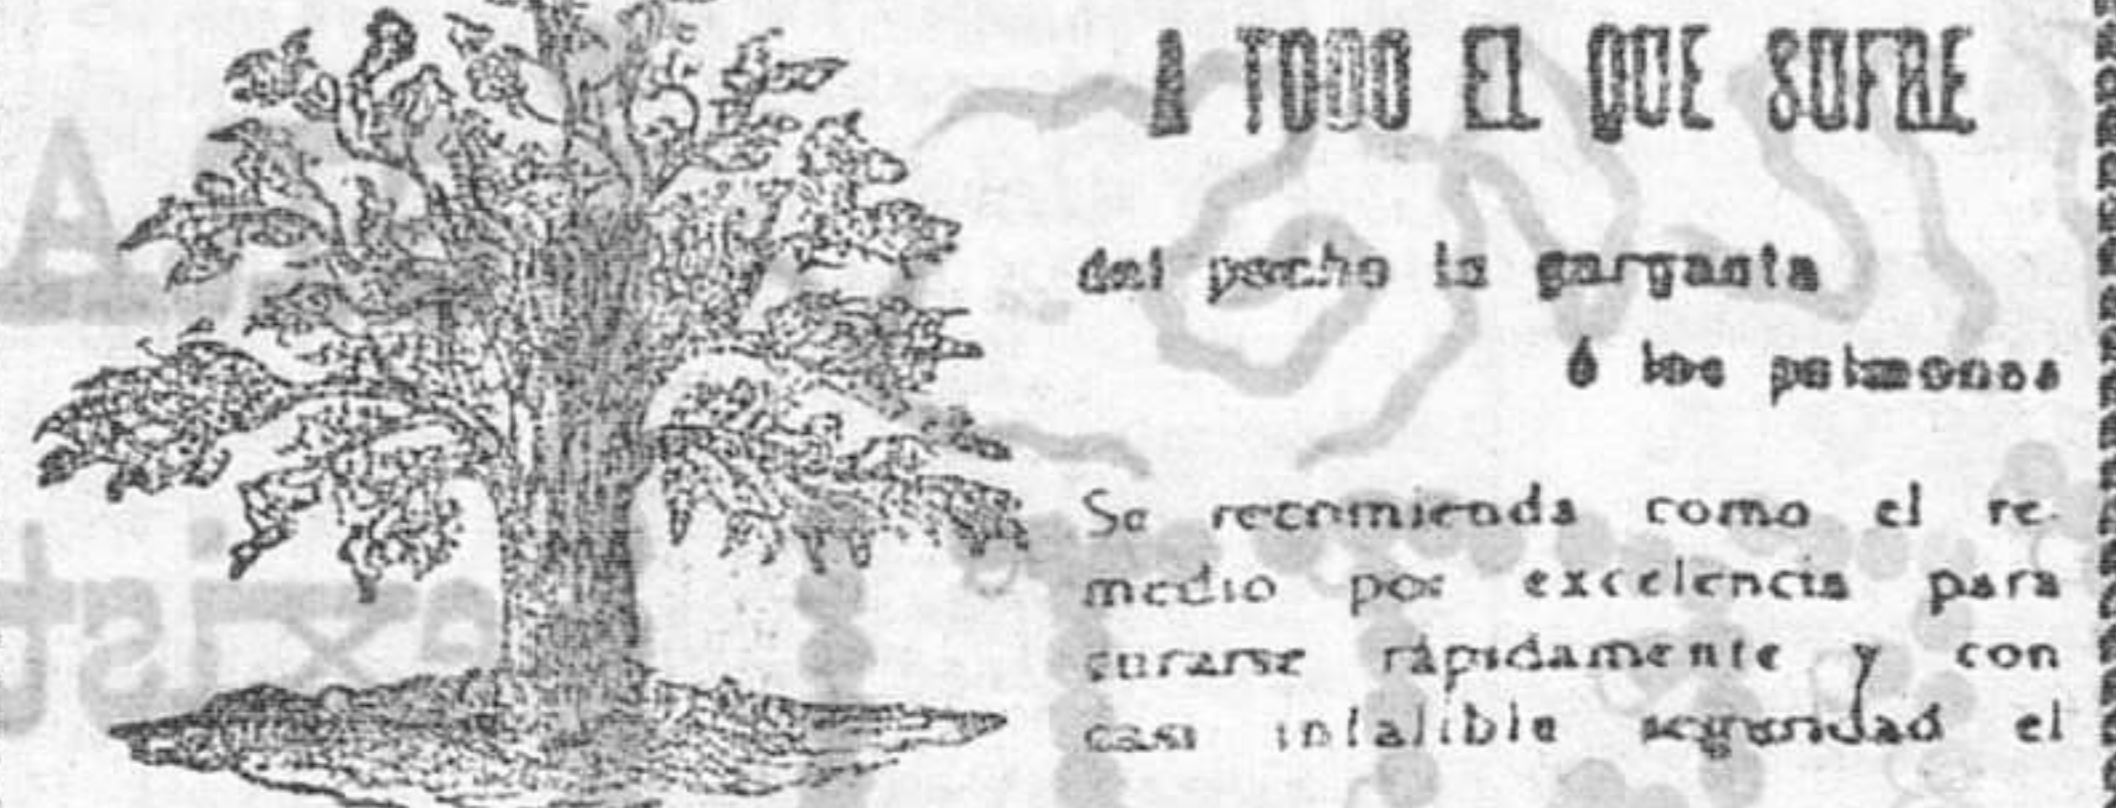 A TODO EL QUE SUFRE
del pecho la garganta
ó los pulmones
Se recomienda como el re-
medio por excelencia para
curarse rápidamente y con
casi infalible seguridad el